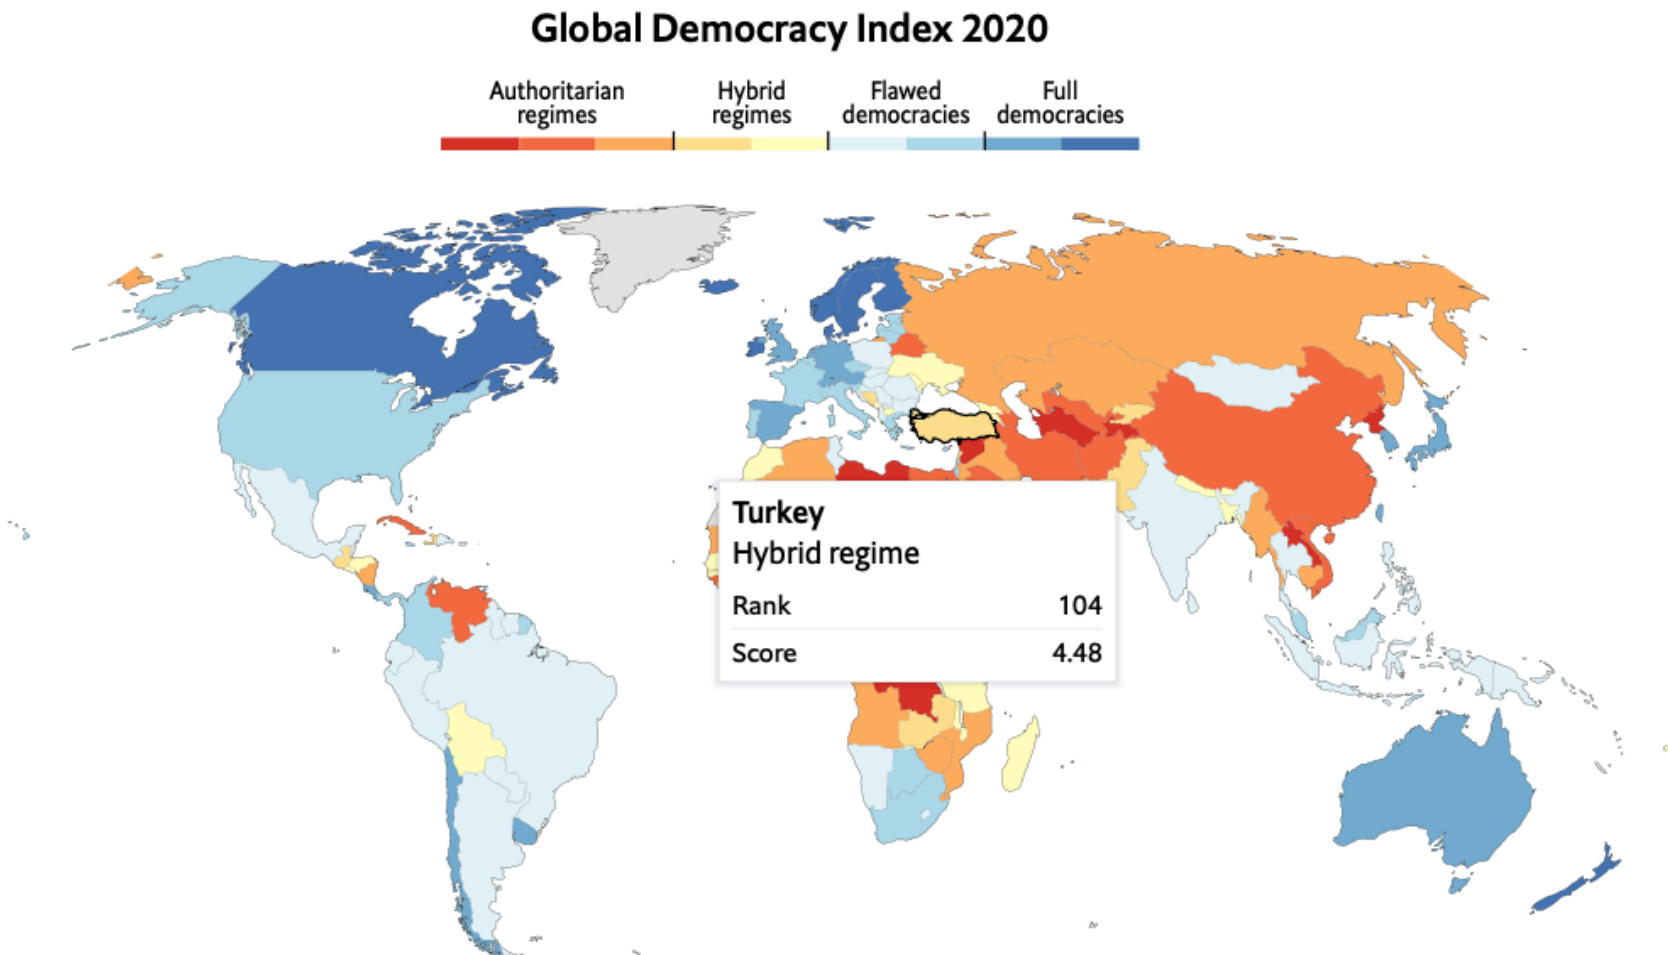 Global Democracy Index 2020
Authoritarian regimes
Hybrid regimes
Flawed democracies
Full democracies
Turkey
Hybrid regime
Rank 104
Score 4.48